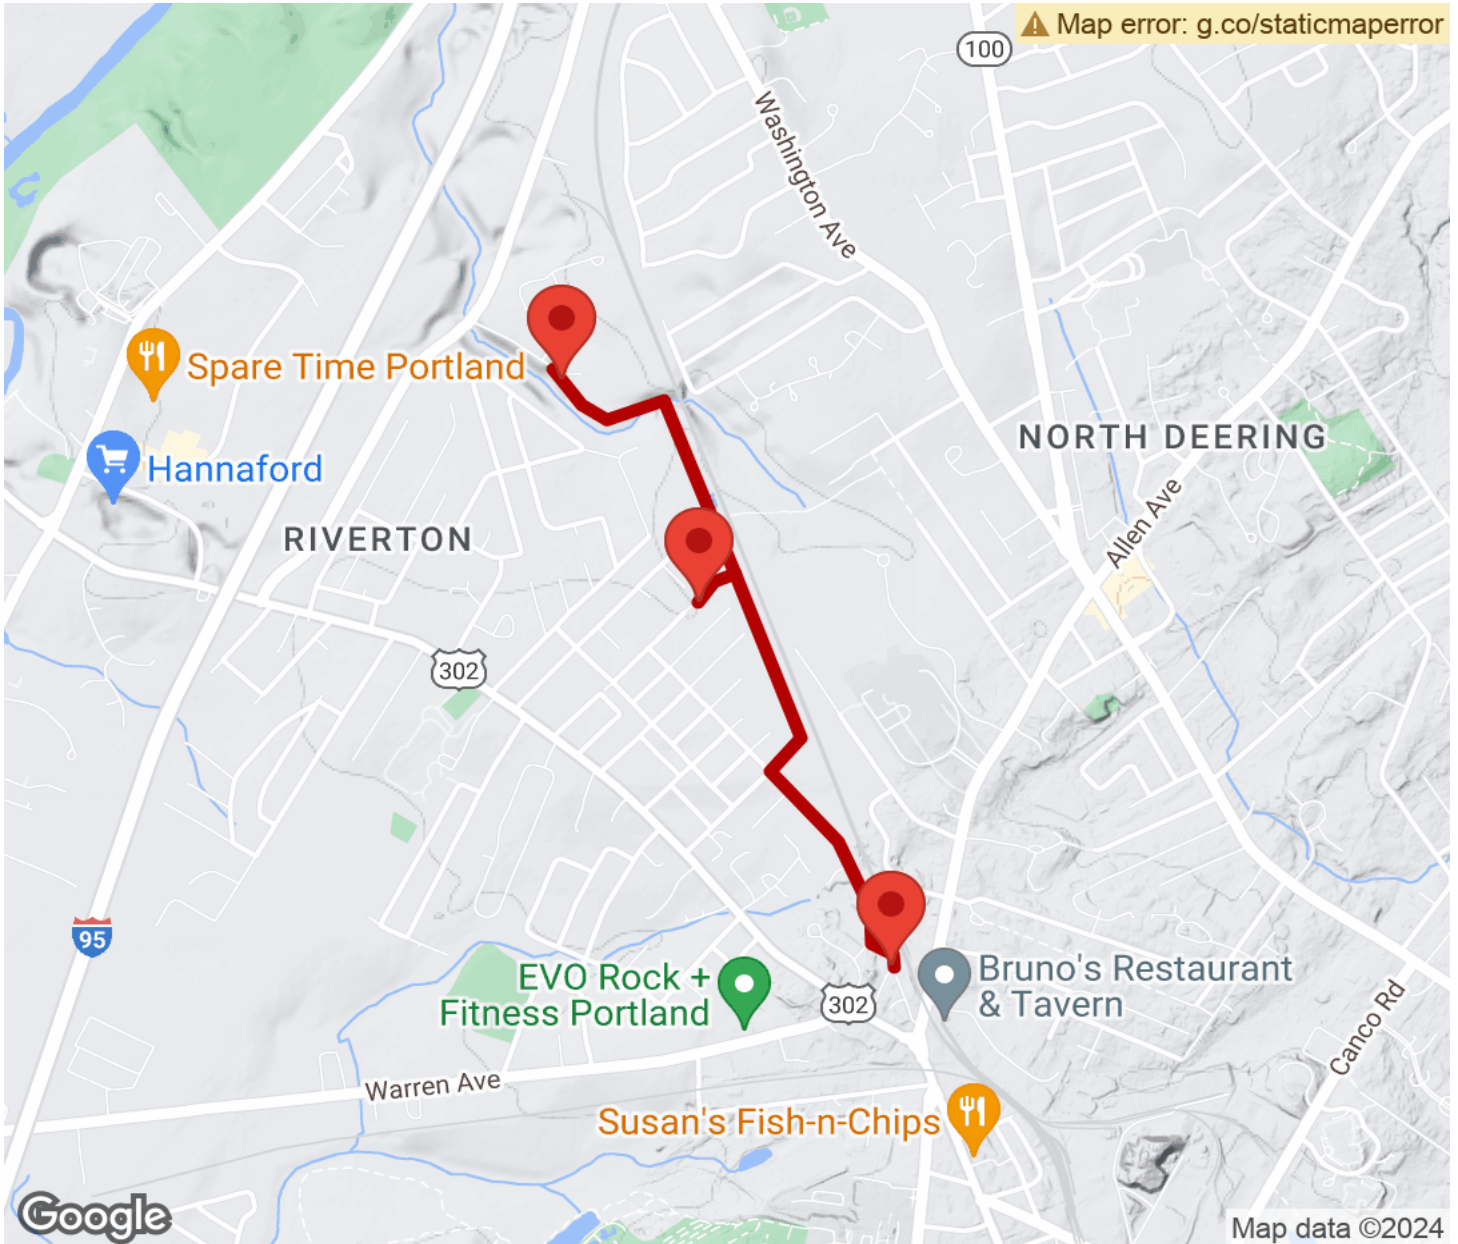 Map error: g.co/staticmaperror
100
Washington Ave
Spare Time Portland
NORTH DEERING
Hannaford
Allen Ave
RIVERTON
302
95
EVO Rock +
Fitness Portland
Bruno's Restaurant
& Tavern
302
Canco Rd
Warren Ave
Susan's Fish-n-Chips
Google
Map data ©2024